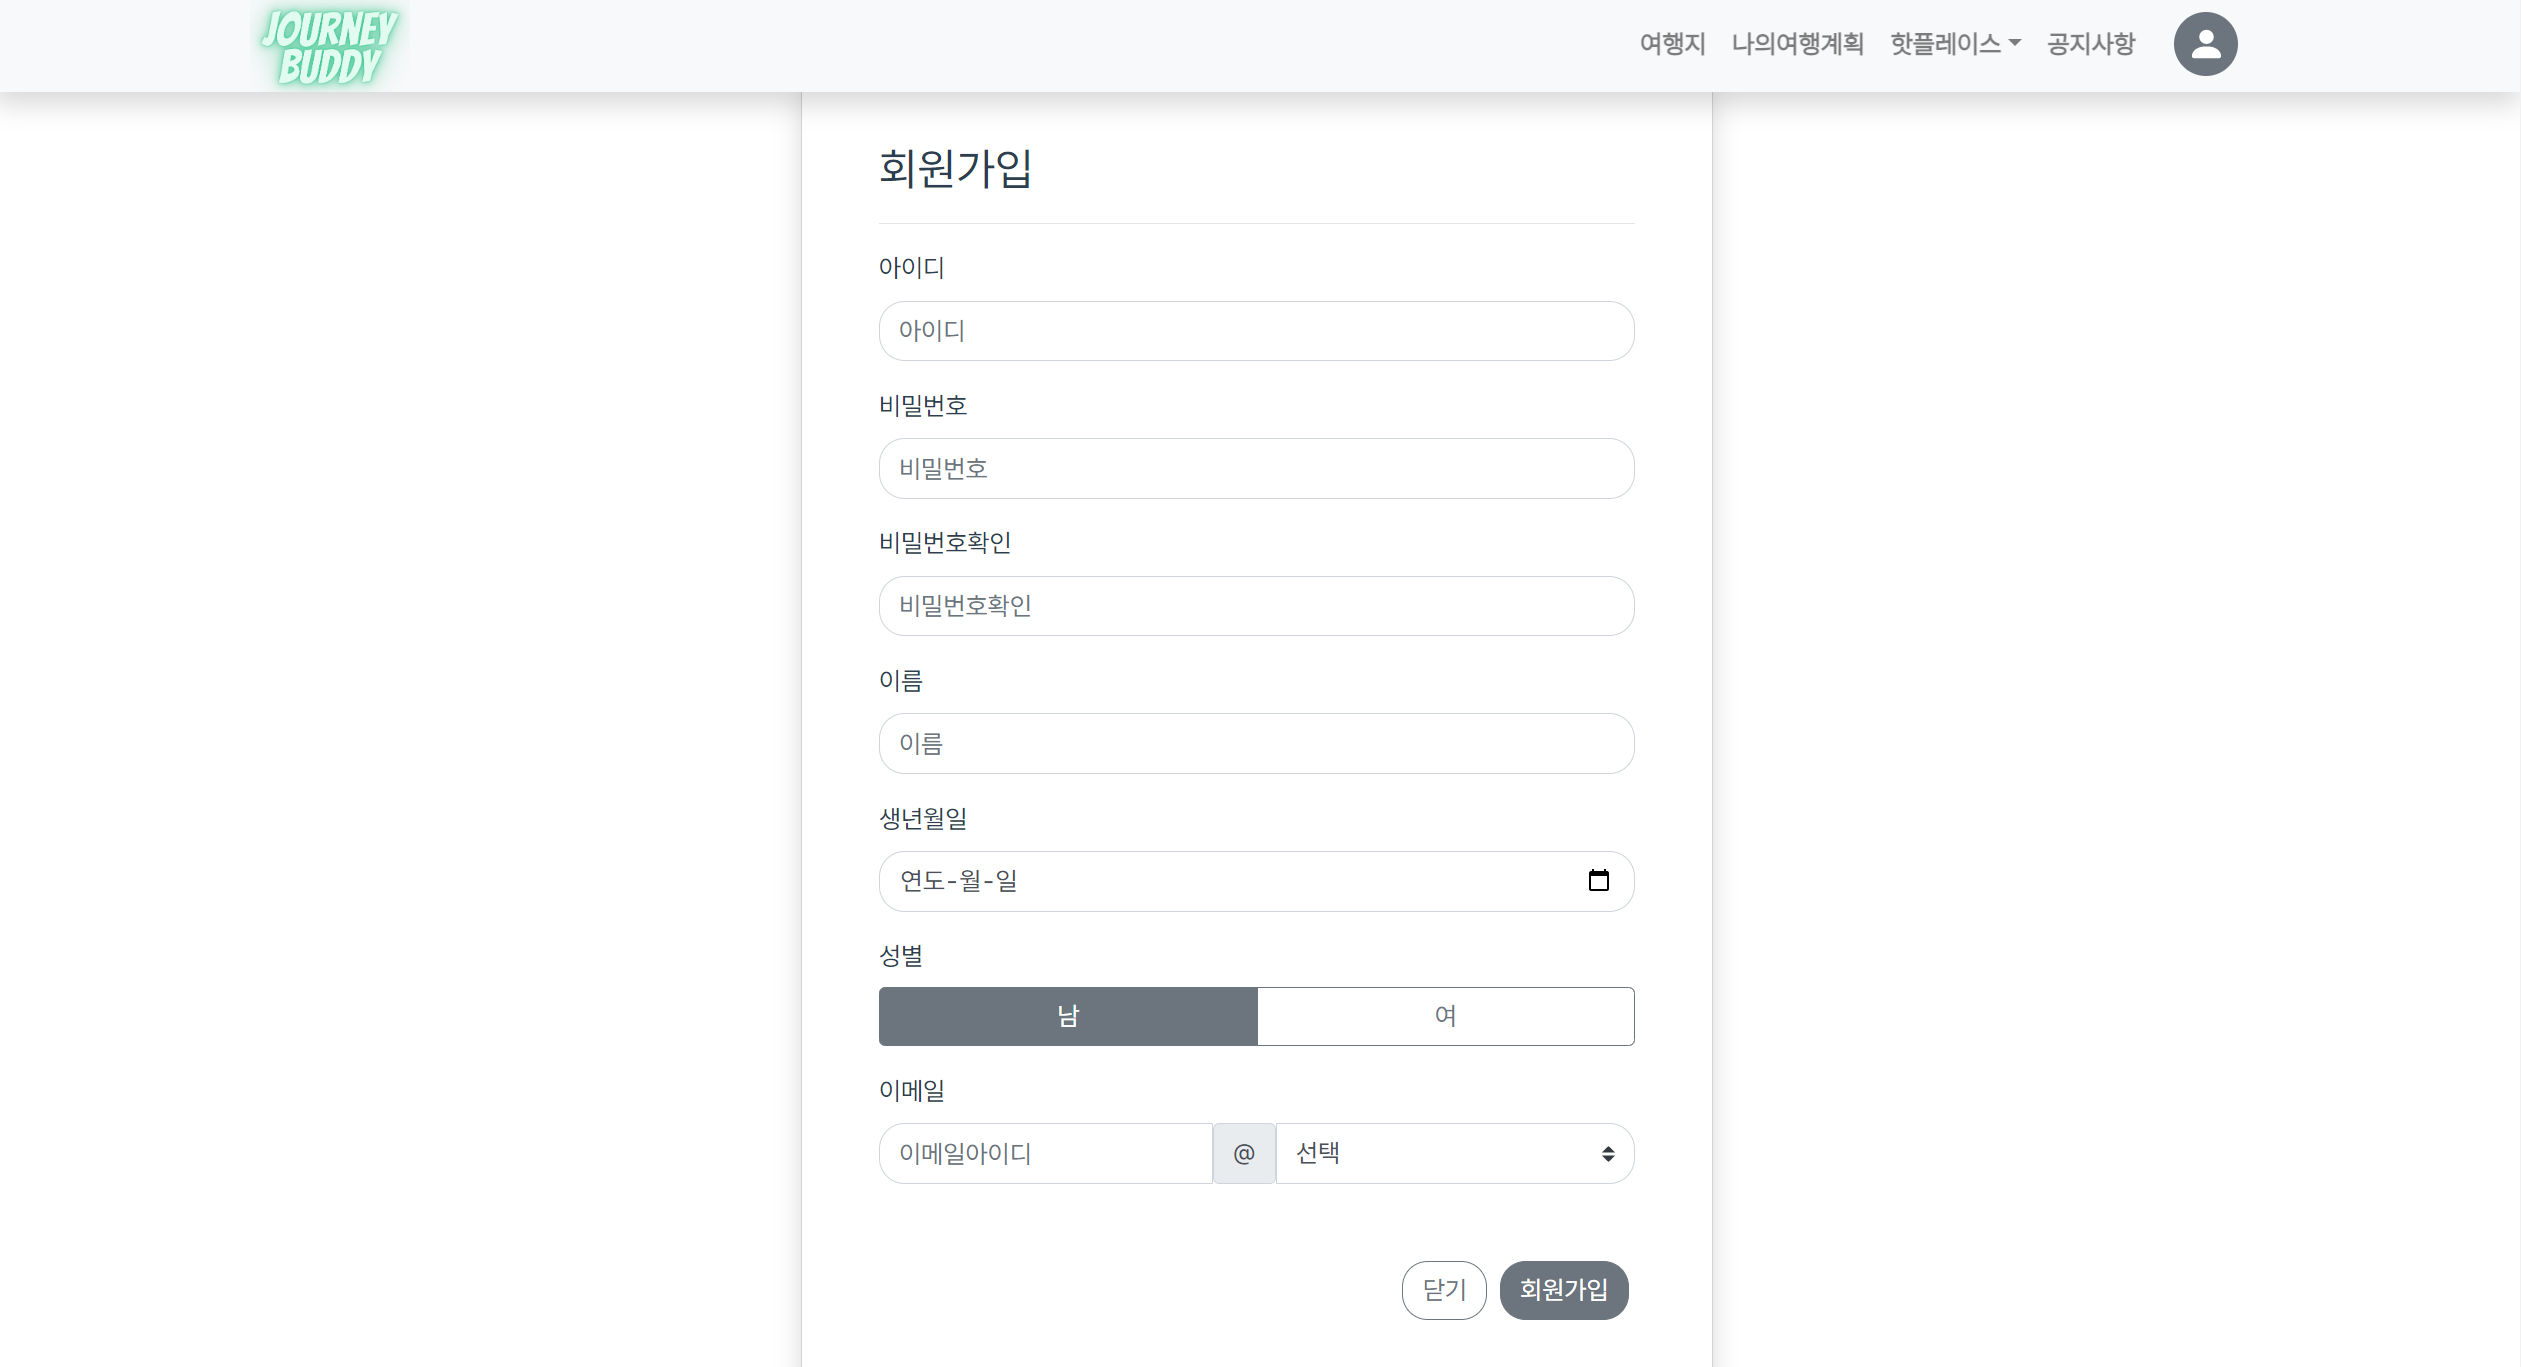 JOURNEY
BUDDY
여행지 나의여행계획 핫플레이스 공지사항
회원가입
아이디
아이디
비밀번호
비밀번호
비밀번호확인
비밀번호확인
이름
이름
생년월일
연도-월-일
성별
남 여
이메일
이메일아이디 @ 선택
닫기 회원가입